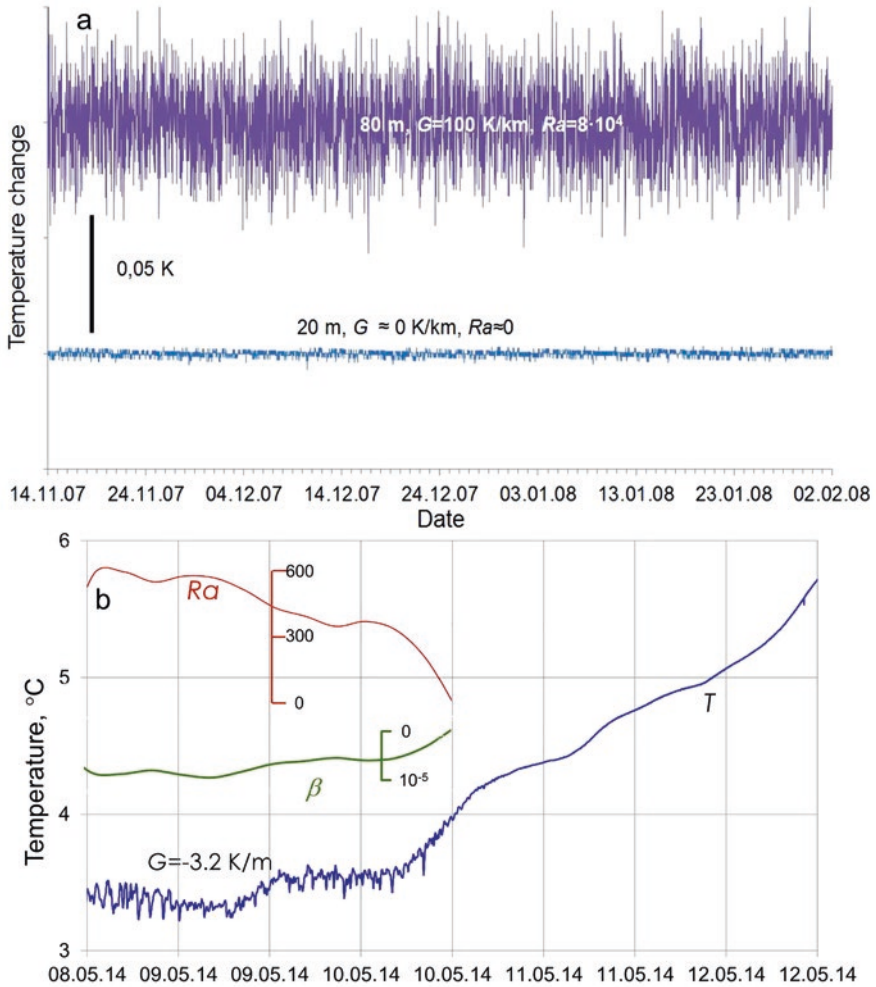 a
80 m, G=100 K/km, Ra=8·10⁴
Temperature change
0,05 K
20 m, G ≈ 0 K/km, Ra≈0
14.11.07 24.11.07 04.12.07 14.12.07 24.12.07 03.01.08 13.01.08 23.01.08 02.02.08
Date
b
Temperature, °C
6
5
4
3
Ra
600
300
0
0
10⁻⁵
β
T
G=-3.2 K/m
08.05.14 09.05.14 09.05.14 10.05.14 10.05.14 11.05.14 11.05.14 12.05.14 12.05.14